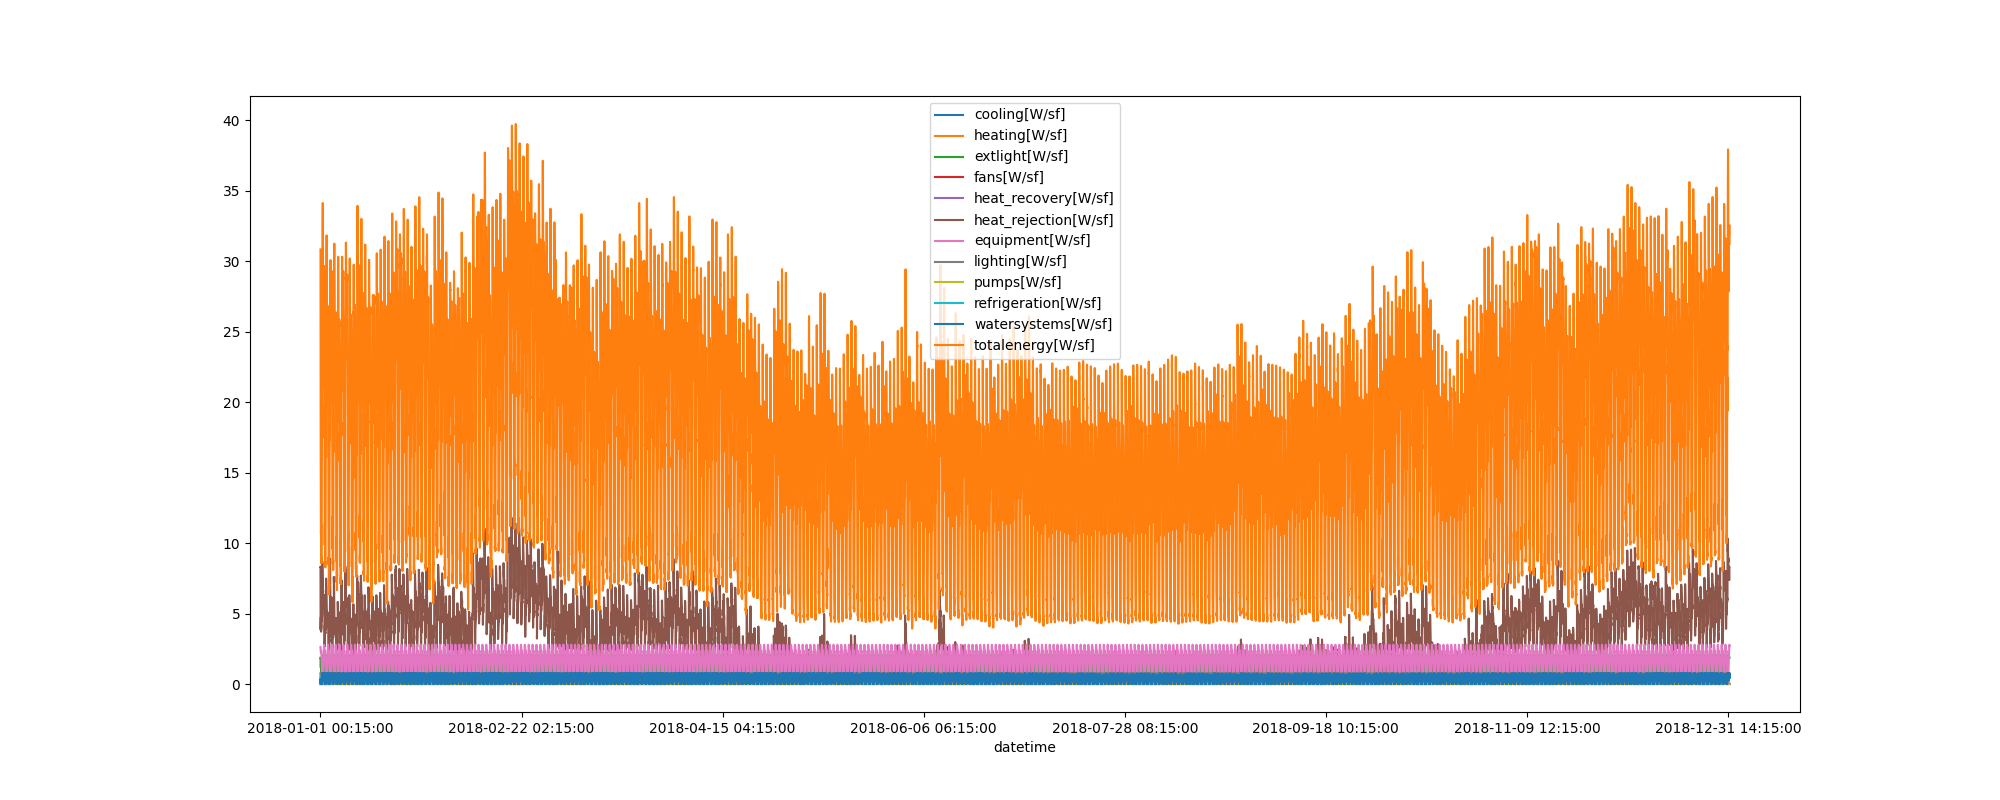 cooling[W/sf]
heating[W/sf]
extlight[W/sf]
fans[W/sf]
heat_recovery[W/sf]
heat_rejection[W/sf]
equipment[W/sf]
lighting[W/sf]
pumps[W/sf]
refrigeration[W/sf]
watersystems[W/sf]
totalenergy[W/sf]
40
35
30
25
20
15
10
5
0
2018-01-01 00:15:00 2018-02-22 02:15:00 2018-04-15 04:15:00 2018-06-06 06:15:00 2018-07-28 08:15:00 2018-09-18 10:15:00 2018-11-09 12:15:00 2018-12-31 14:15:00
datetime